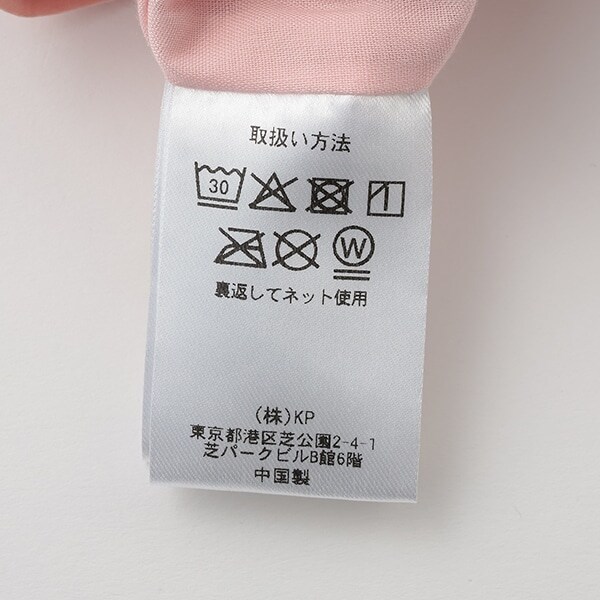 取扱い方法
30
W
裏返してネット使用
(株)KP
東京都港区芝公園2-4-1
芝パークビルB館6階
中国製